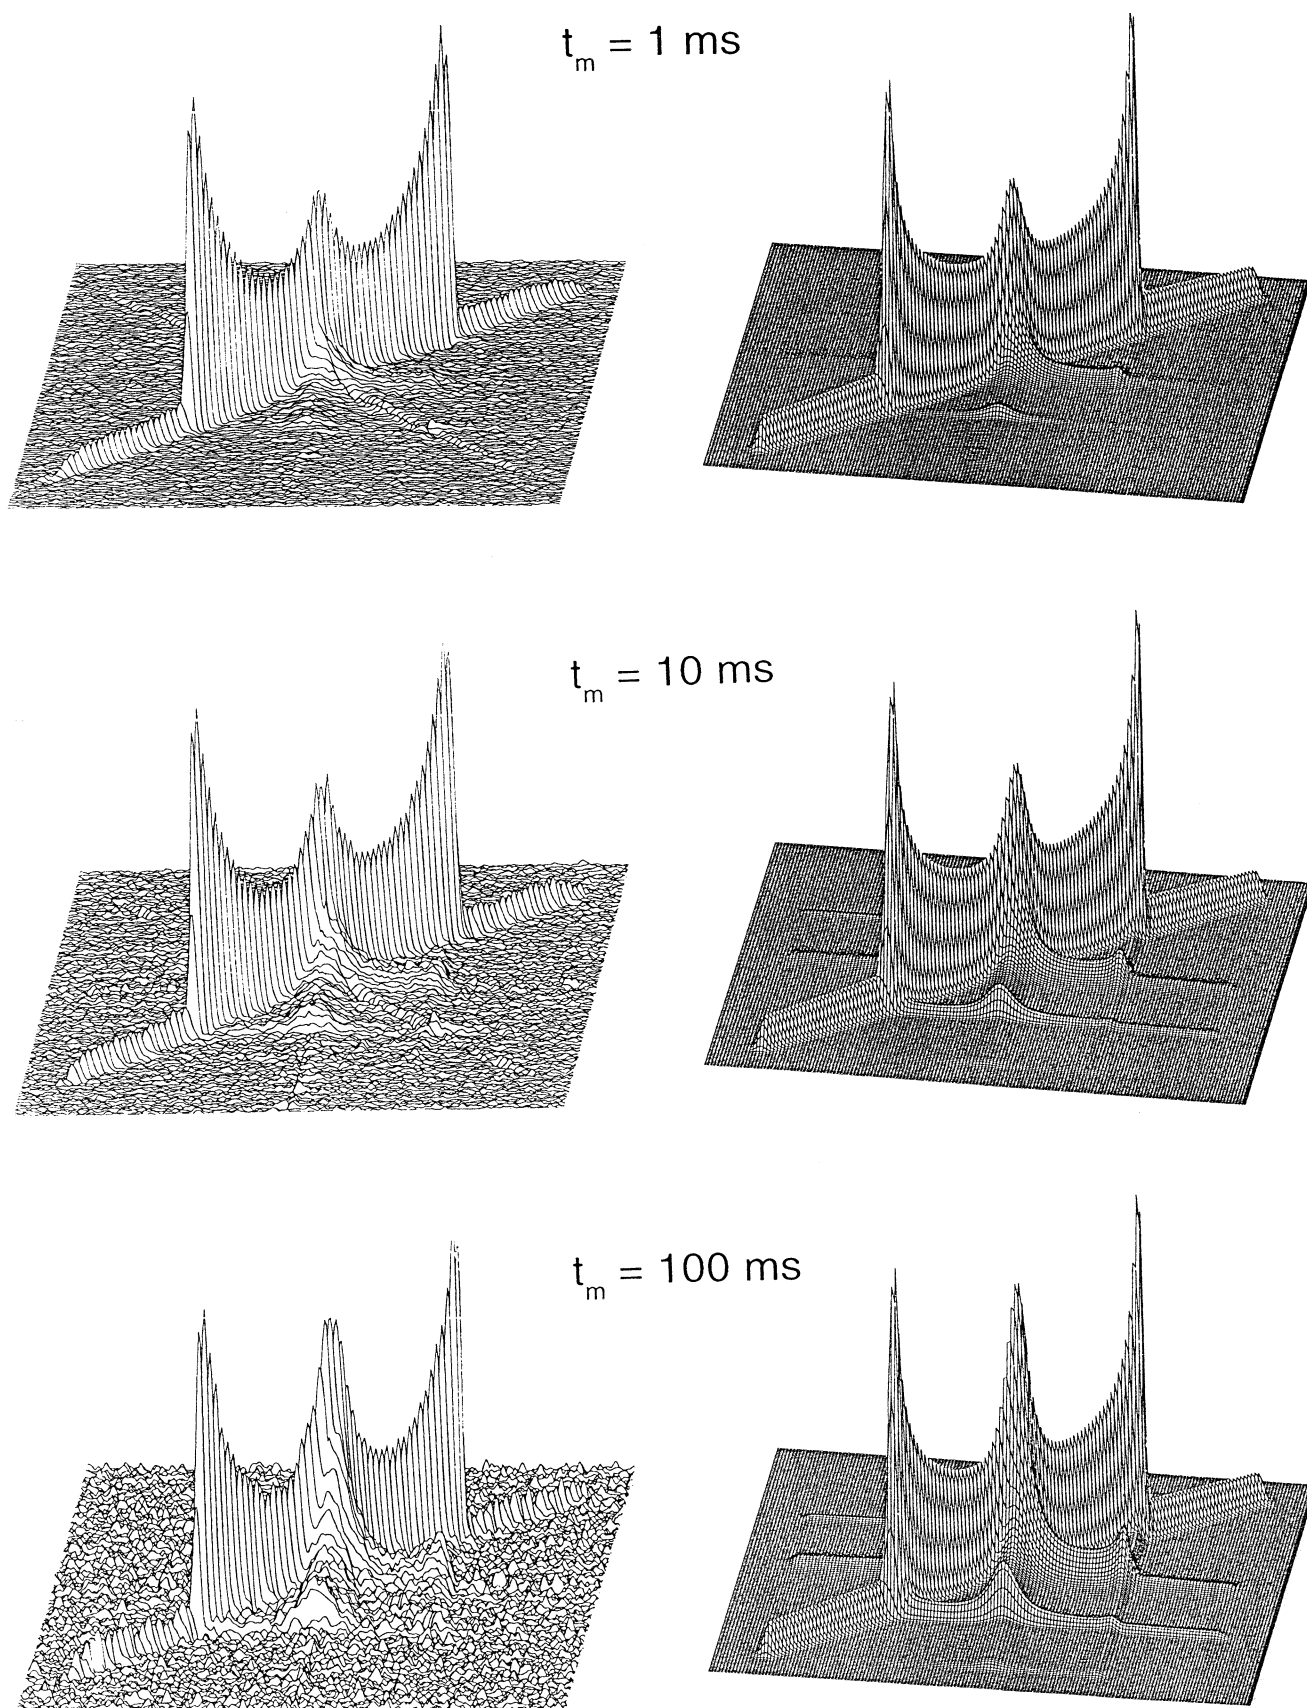 t_m = 1 ms
t_m = 10 ms
t_m = 100 ms